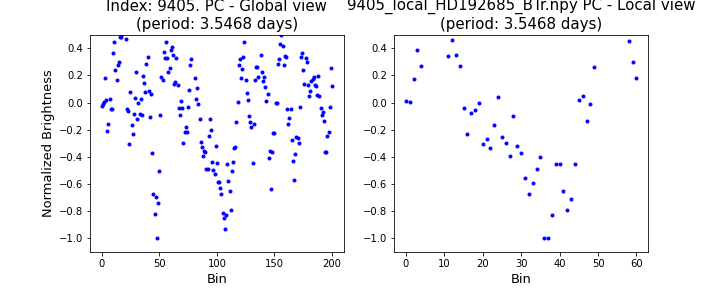 Index: 9405. PC - Global view
(period: 3.5468 days)
9405_local_HD192685_BTr.npy PC - Local view
(period: 3.5468 days)
Normalized Brightness
0.4
0.2
0.0
−0.2
−0.4
−0.6
−0.8
−1.0
0 50 100 150 200
Bin
0.4
0.2
0.0
−0.2
−0.4
−0.6
−0.8
−1.0
0 10 20 30 40 50 60
Bin